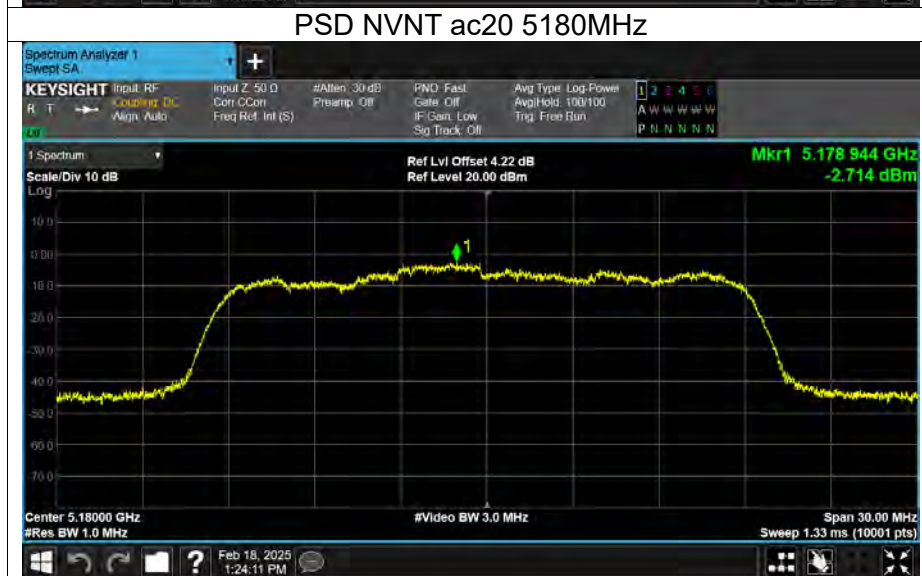 PSD NVNT ac20 5180MHz
Spectrum Analyzer 1
Swept SA
+
KEYSIGHT Input: RF Input Z: 50 Ω #Atten: 30 dB PNO: Fast Avg Type: Log-Power 1 2 3 4 5 6
R T Coupling: DC Corr CCorr Preamp: Off Gate: Off Avg|Hold: 100/100 A W W W W W
Align: Auto Freq Ref: Int (S) IF Gain: Low Trig: Free Run
Sig Track: Off P N N N N N
1 Spectrum
Ref Lvl Offset 4.22 dB Mkr1 5.178 944 GHz
Scale/Div 10 dB Ref Level 20.00 dBm -2.714 dBm
Log
10.0
0.00
1
-10.0
-20.0
-30.0
-40.0
-50.0
-60.0
-70.0
Center 5.18000 GHz #Video BW 3.0 MHz Span 30.00 MHz
#Res BW 1.0 MHz Sweep 1.33 ms (10001 pts)
? Feb 18, 2025
1:24:11 PM